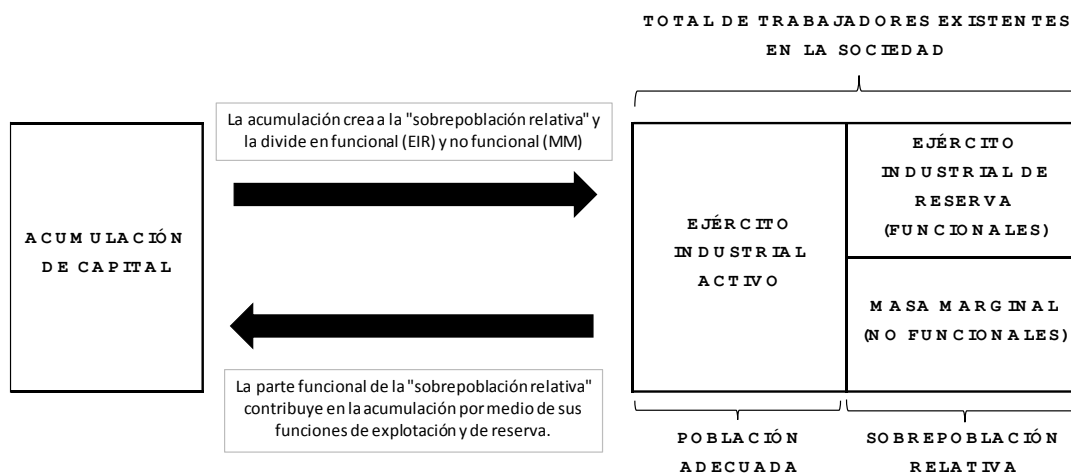 TOTAL DE TRABAJADORES EXISTENTES
EN LA SOCIEDAD
La acumulación crea a la "sobrepoblación relativa" y
la divide en funcional (EIR) y no funcional (MM)
ACUMULACIÓN
DE CAPITAL
EJÉRCITO
INDUSTRIAL
ACTIVO
EJÉRCITO
INDUSTRIAL DE
RESERVA
(FUNCIONALES)
MASA MARGINAL
(NO FUNCIONALES)
La parte funcional de la "sobrepoblación relativa"
contribuye en la acumulación por medio de sus
funciones de explotación y de reserva.
POBLACIÓN
ADECUADA
SOBREPOBLACIÓN
RELATIVA